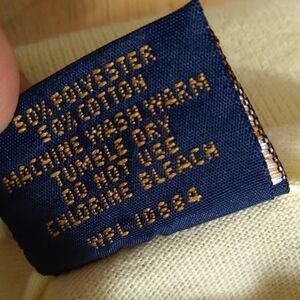 50% POLYESTER
50% COTTON
MACHINE WASH WARM
TUMBLE DRY
DO NOT USE
CHLORINE BLEACH
WPL 10884